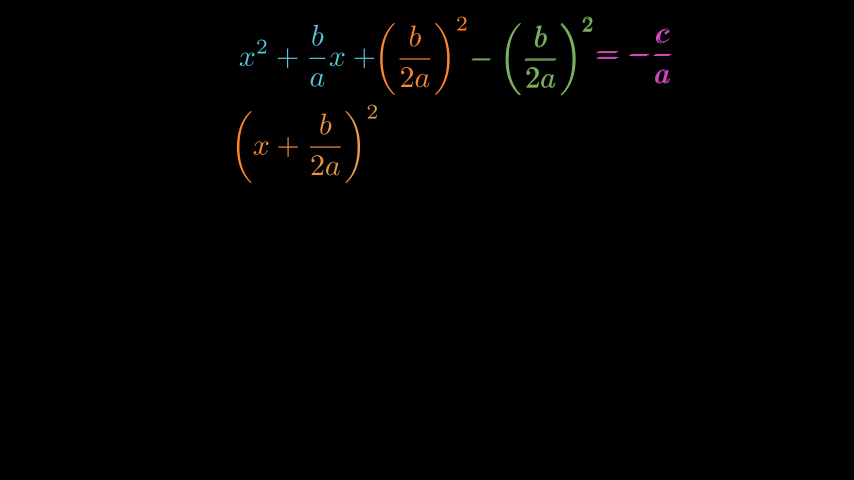 x² + b/a x + (b/2a)² − (b/2a)² = − c/a
(x + b/2a)²